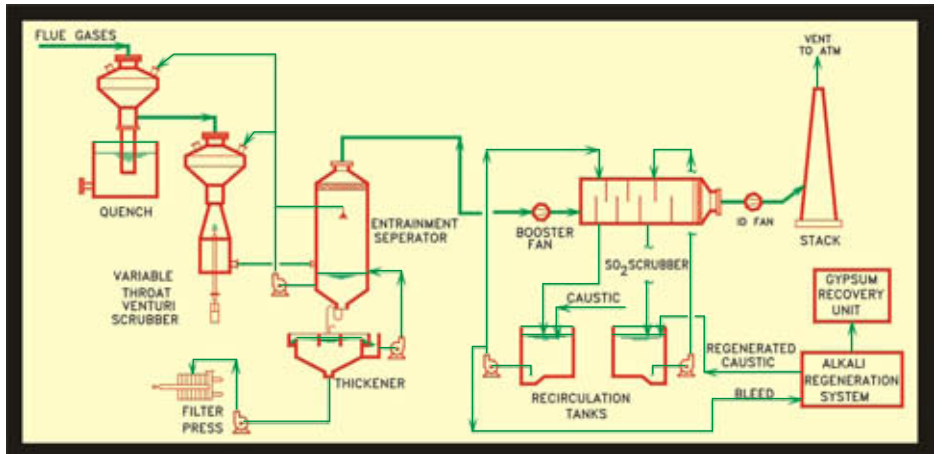 FLUE GASES
VENT
TO ATM
QUENCH
ENTRAINMENT
SEPERATOR
BOOSTER
FAN
ID FAN
STACK
SO2 SCRUBBER
VARIABLE
THROAT
VENTURI
SCRUBBER
CAUSTIC
GYPSUM
RECOVERY
UNIT
THICKENER
REGENERATED
CAUSTIC
ALKALI
REGENERATION
SYSTEM
RECIRCULATION
TANKS
BLEED
FILTER
PRESS